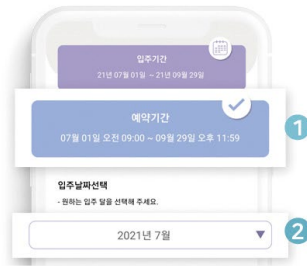 입주기간
21년 07월 01일 ~ 21년 09월 29일
예약기간
07월 01일 오전 09:00 ~ 09월 29일 오후 11:59
1
입주날짜선택
- 원하는 입주 달을 선택해 주세요.
2021년 7월
2